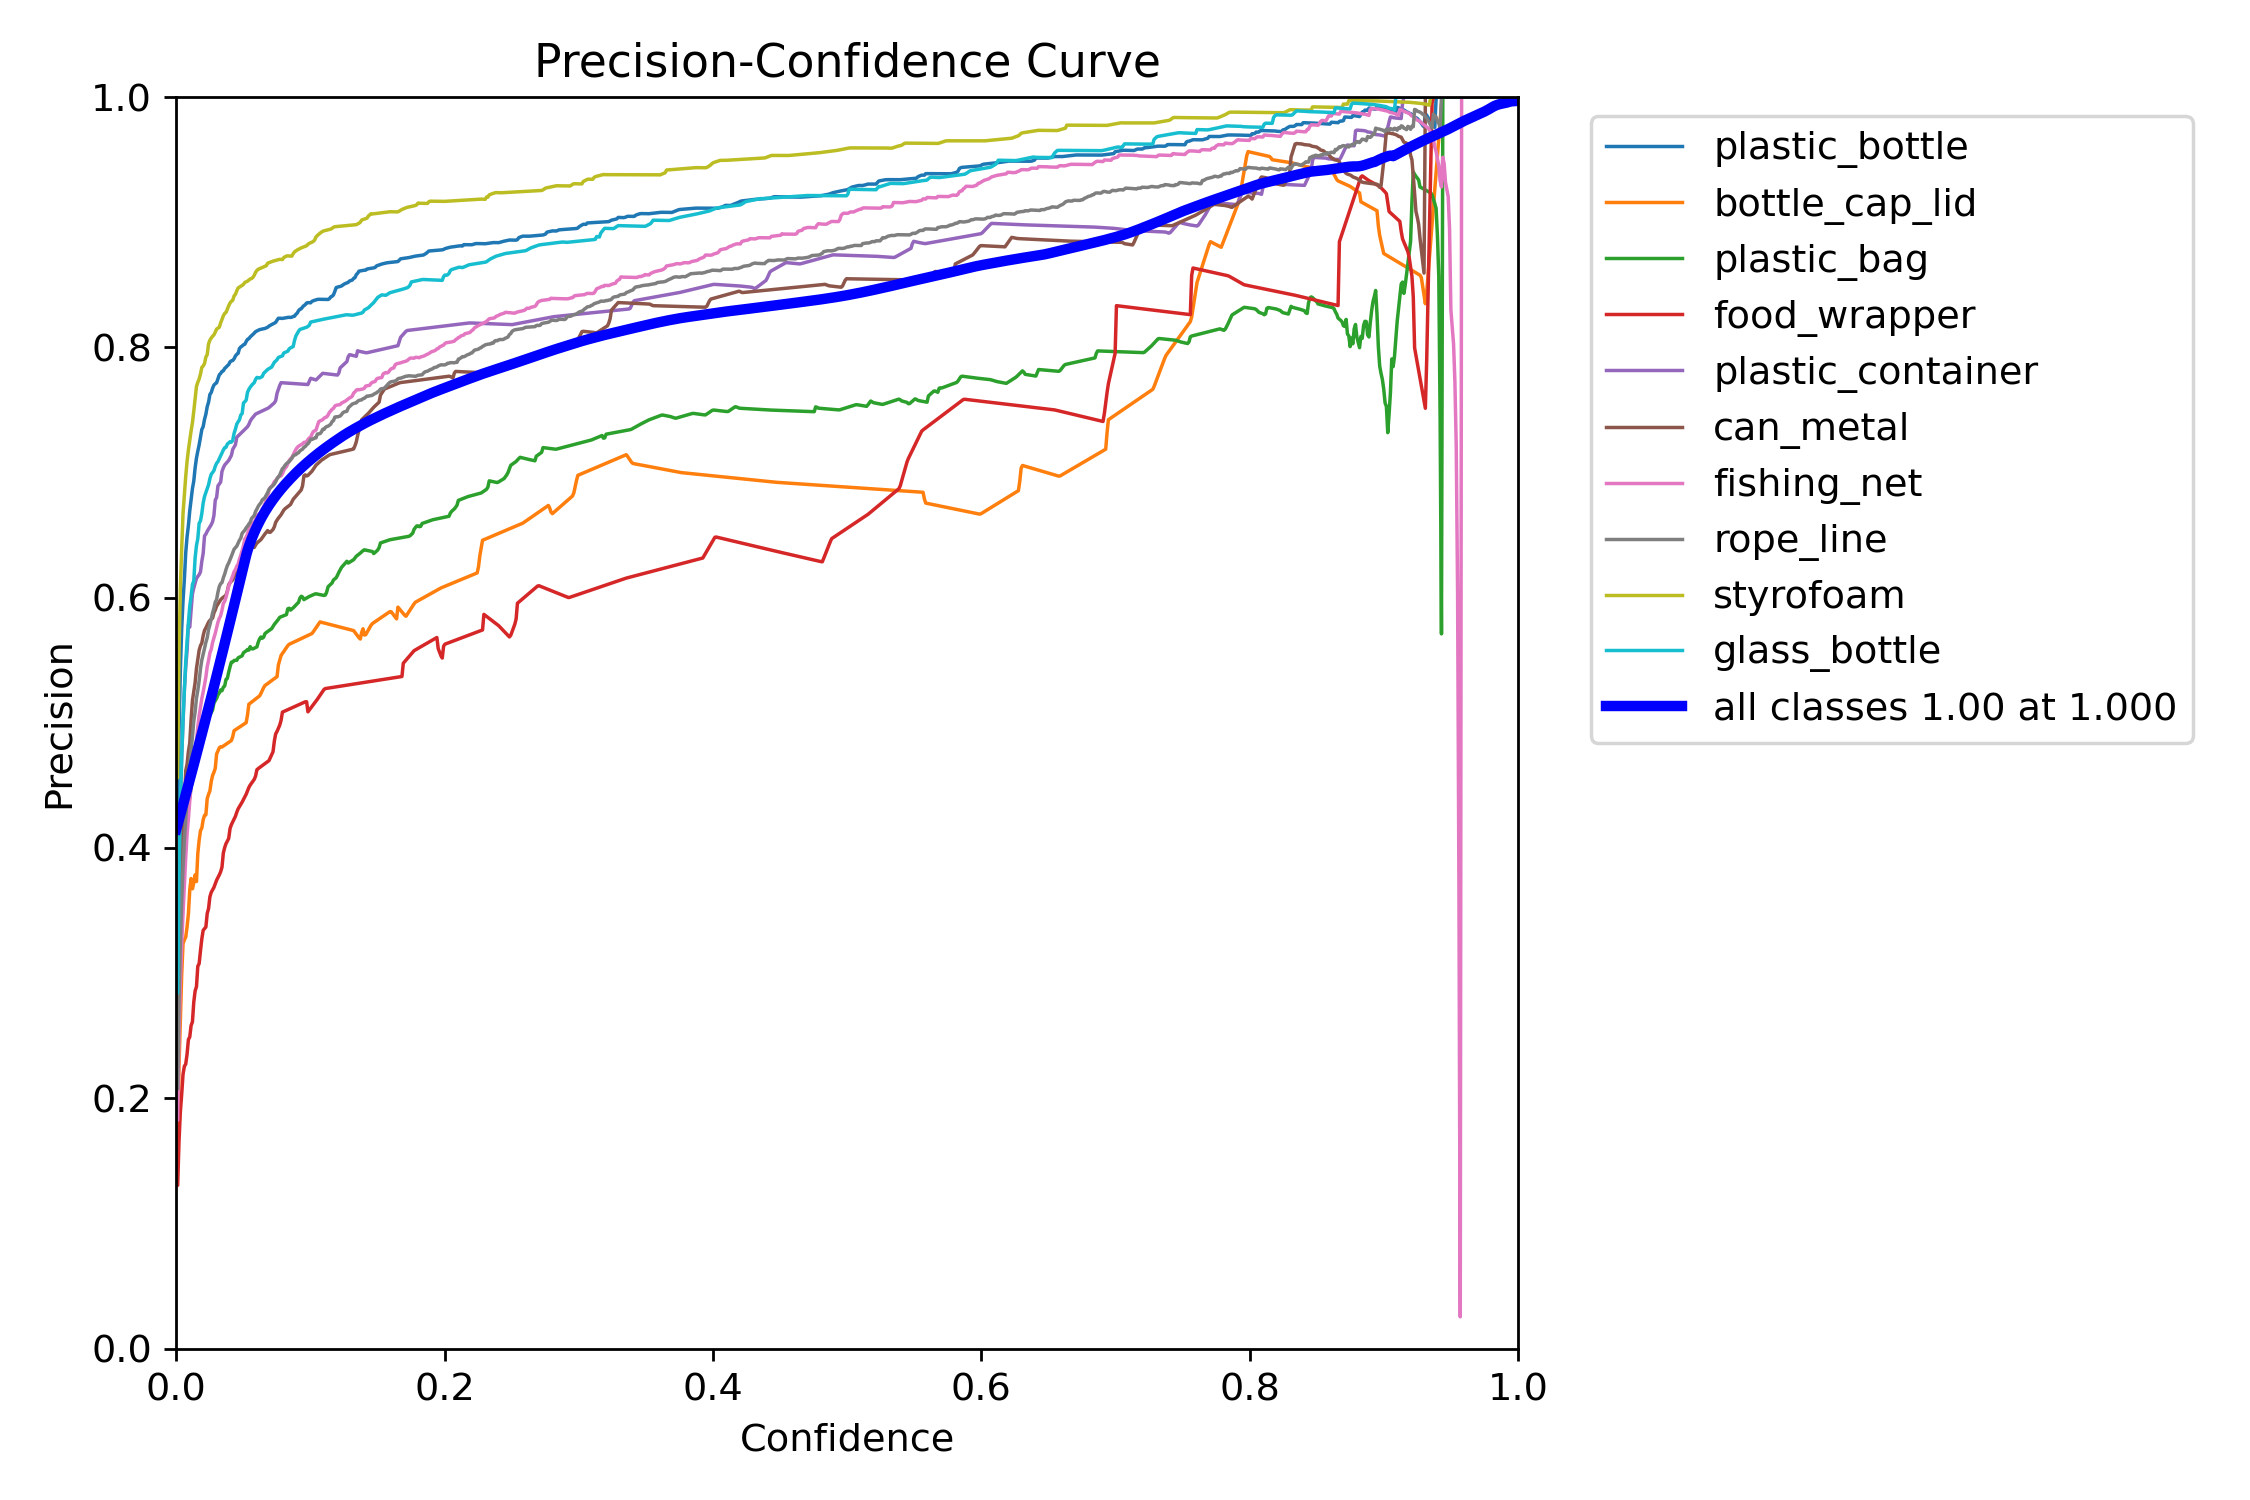 Precision-Confidence Curve
1.0
0.8
0.6
0.4
0.2
0.0
Precision
0.0 0.2 0.4 0.6 0.8 1.0
Confidence
plastic_bottle
bottle_cap_lid
plastic_bag
food_wrapper
plastic_container
can_metal
fishing_net
rope_line
styrofoam
glass_bottle
all classes 1.00 at 1.000